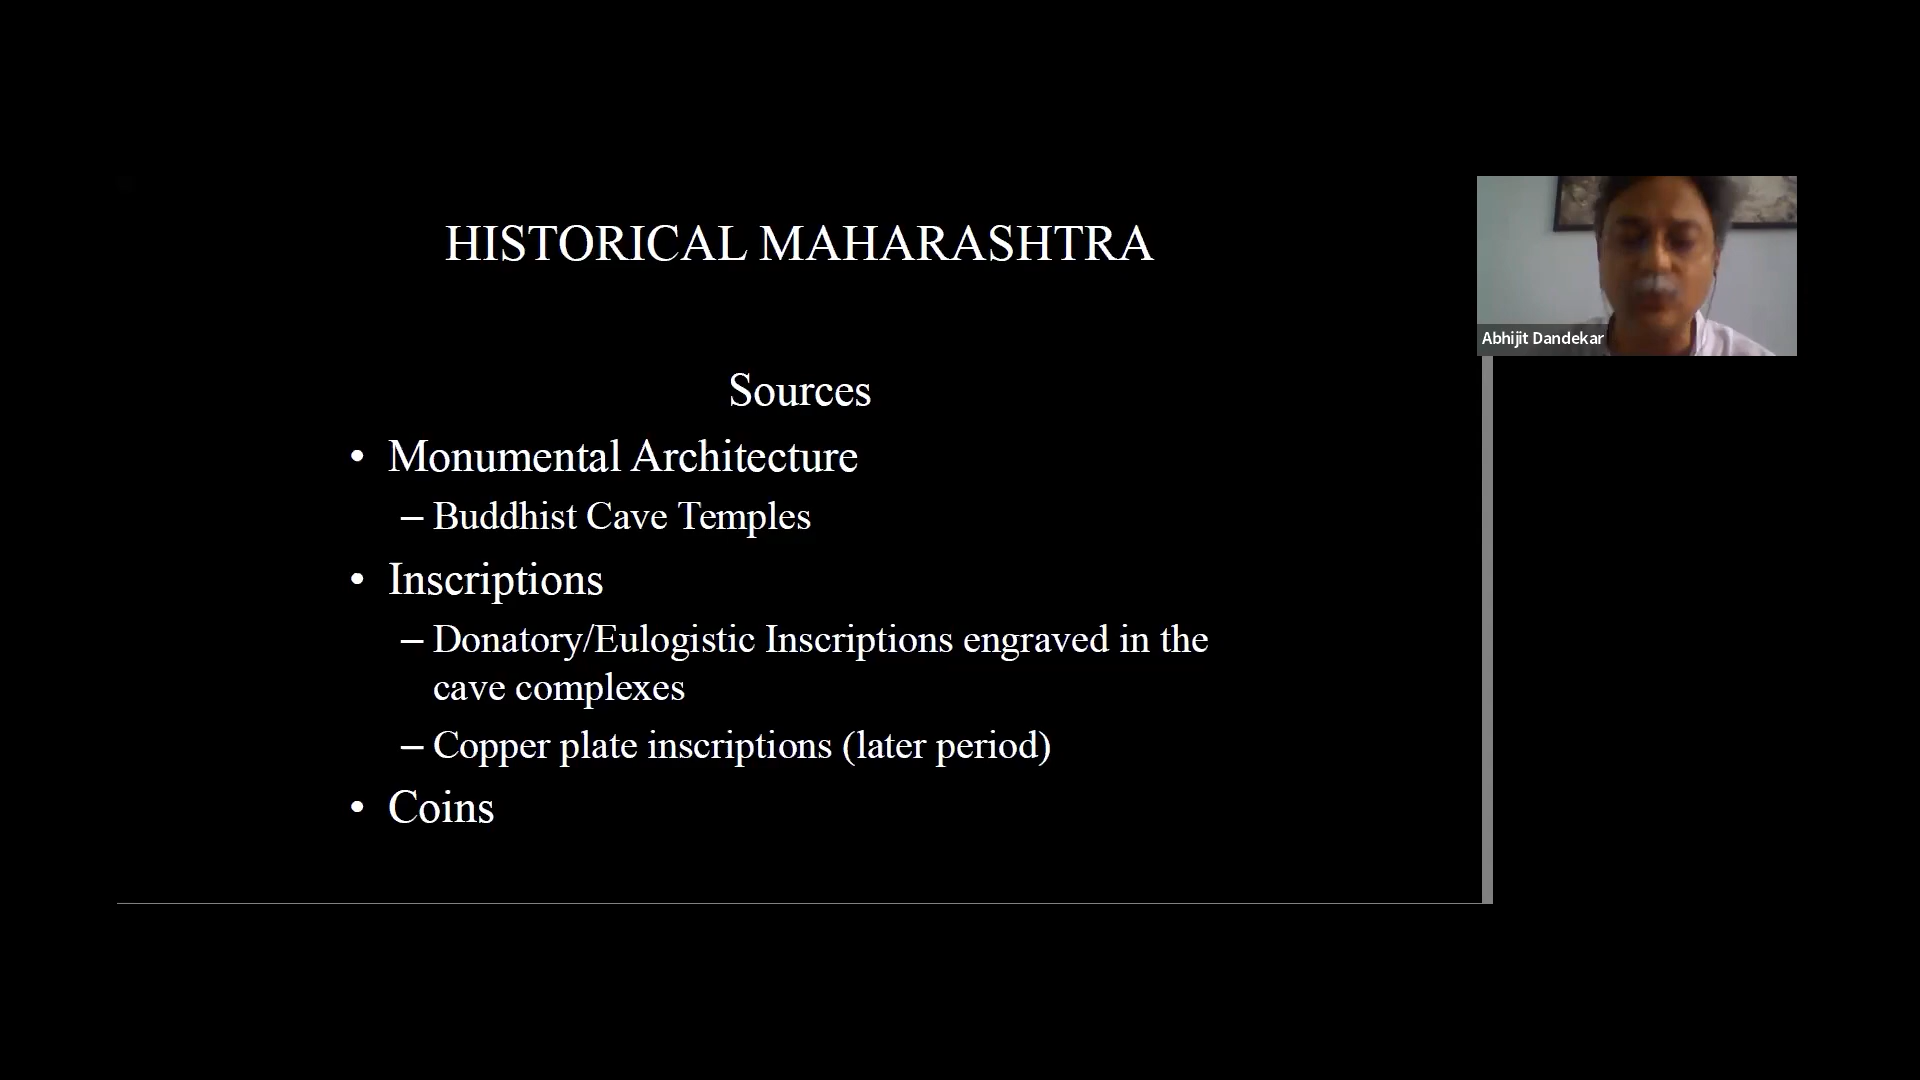 HISTORICAL MAHARASHTRA
Abhijit Dandekar
Sources
• Monumental Architecture
– Buddhist Cave Temples
• Inscriptions
– Donatory/Eulogistic Inscriptions engraved in the
cave complexes
– Copper plate inscriptions (later period)
• Coins